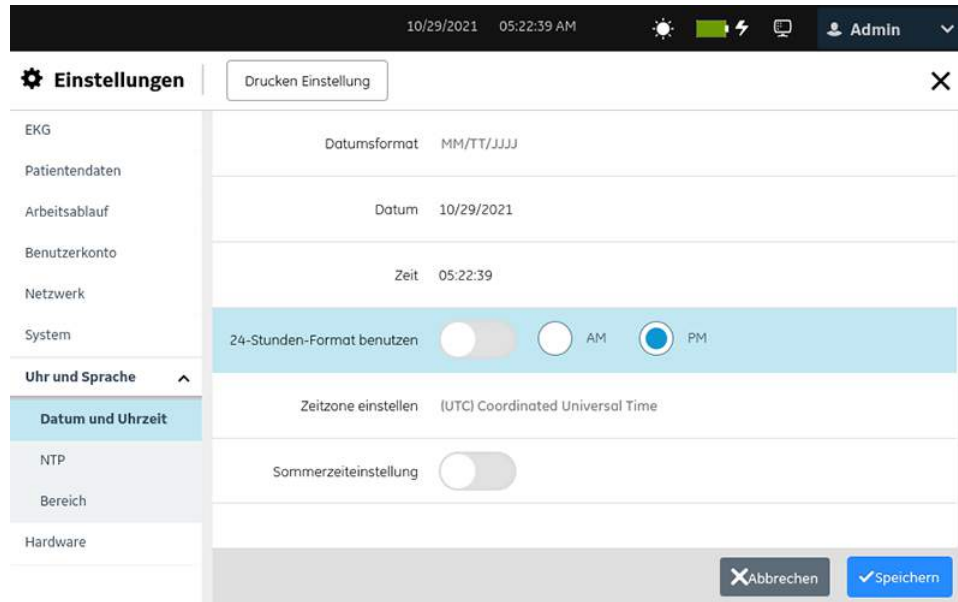 10/29/2021 05:22:39 AM Admin
Einstellungen Drucken Einstellung
EKG
Patientendaten
Arbeitsablauf
Benutzerkonto
Netzwerk
System
Uhr und Sprache
Datum und Uhrzeit
NTP
Bereich
Hardware
Datumsformat MM/TT/JJJJ
Datum 10/29/2021
Zeit 05:22:39
24-Stunden-Format benutzen AM PM
Zeitzone einstellen (UTC) Coordinated Universal Time
Sommerzeiteinstellung
Abbrechen Speichern